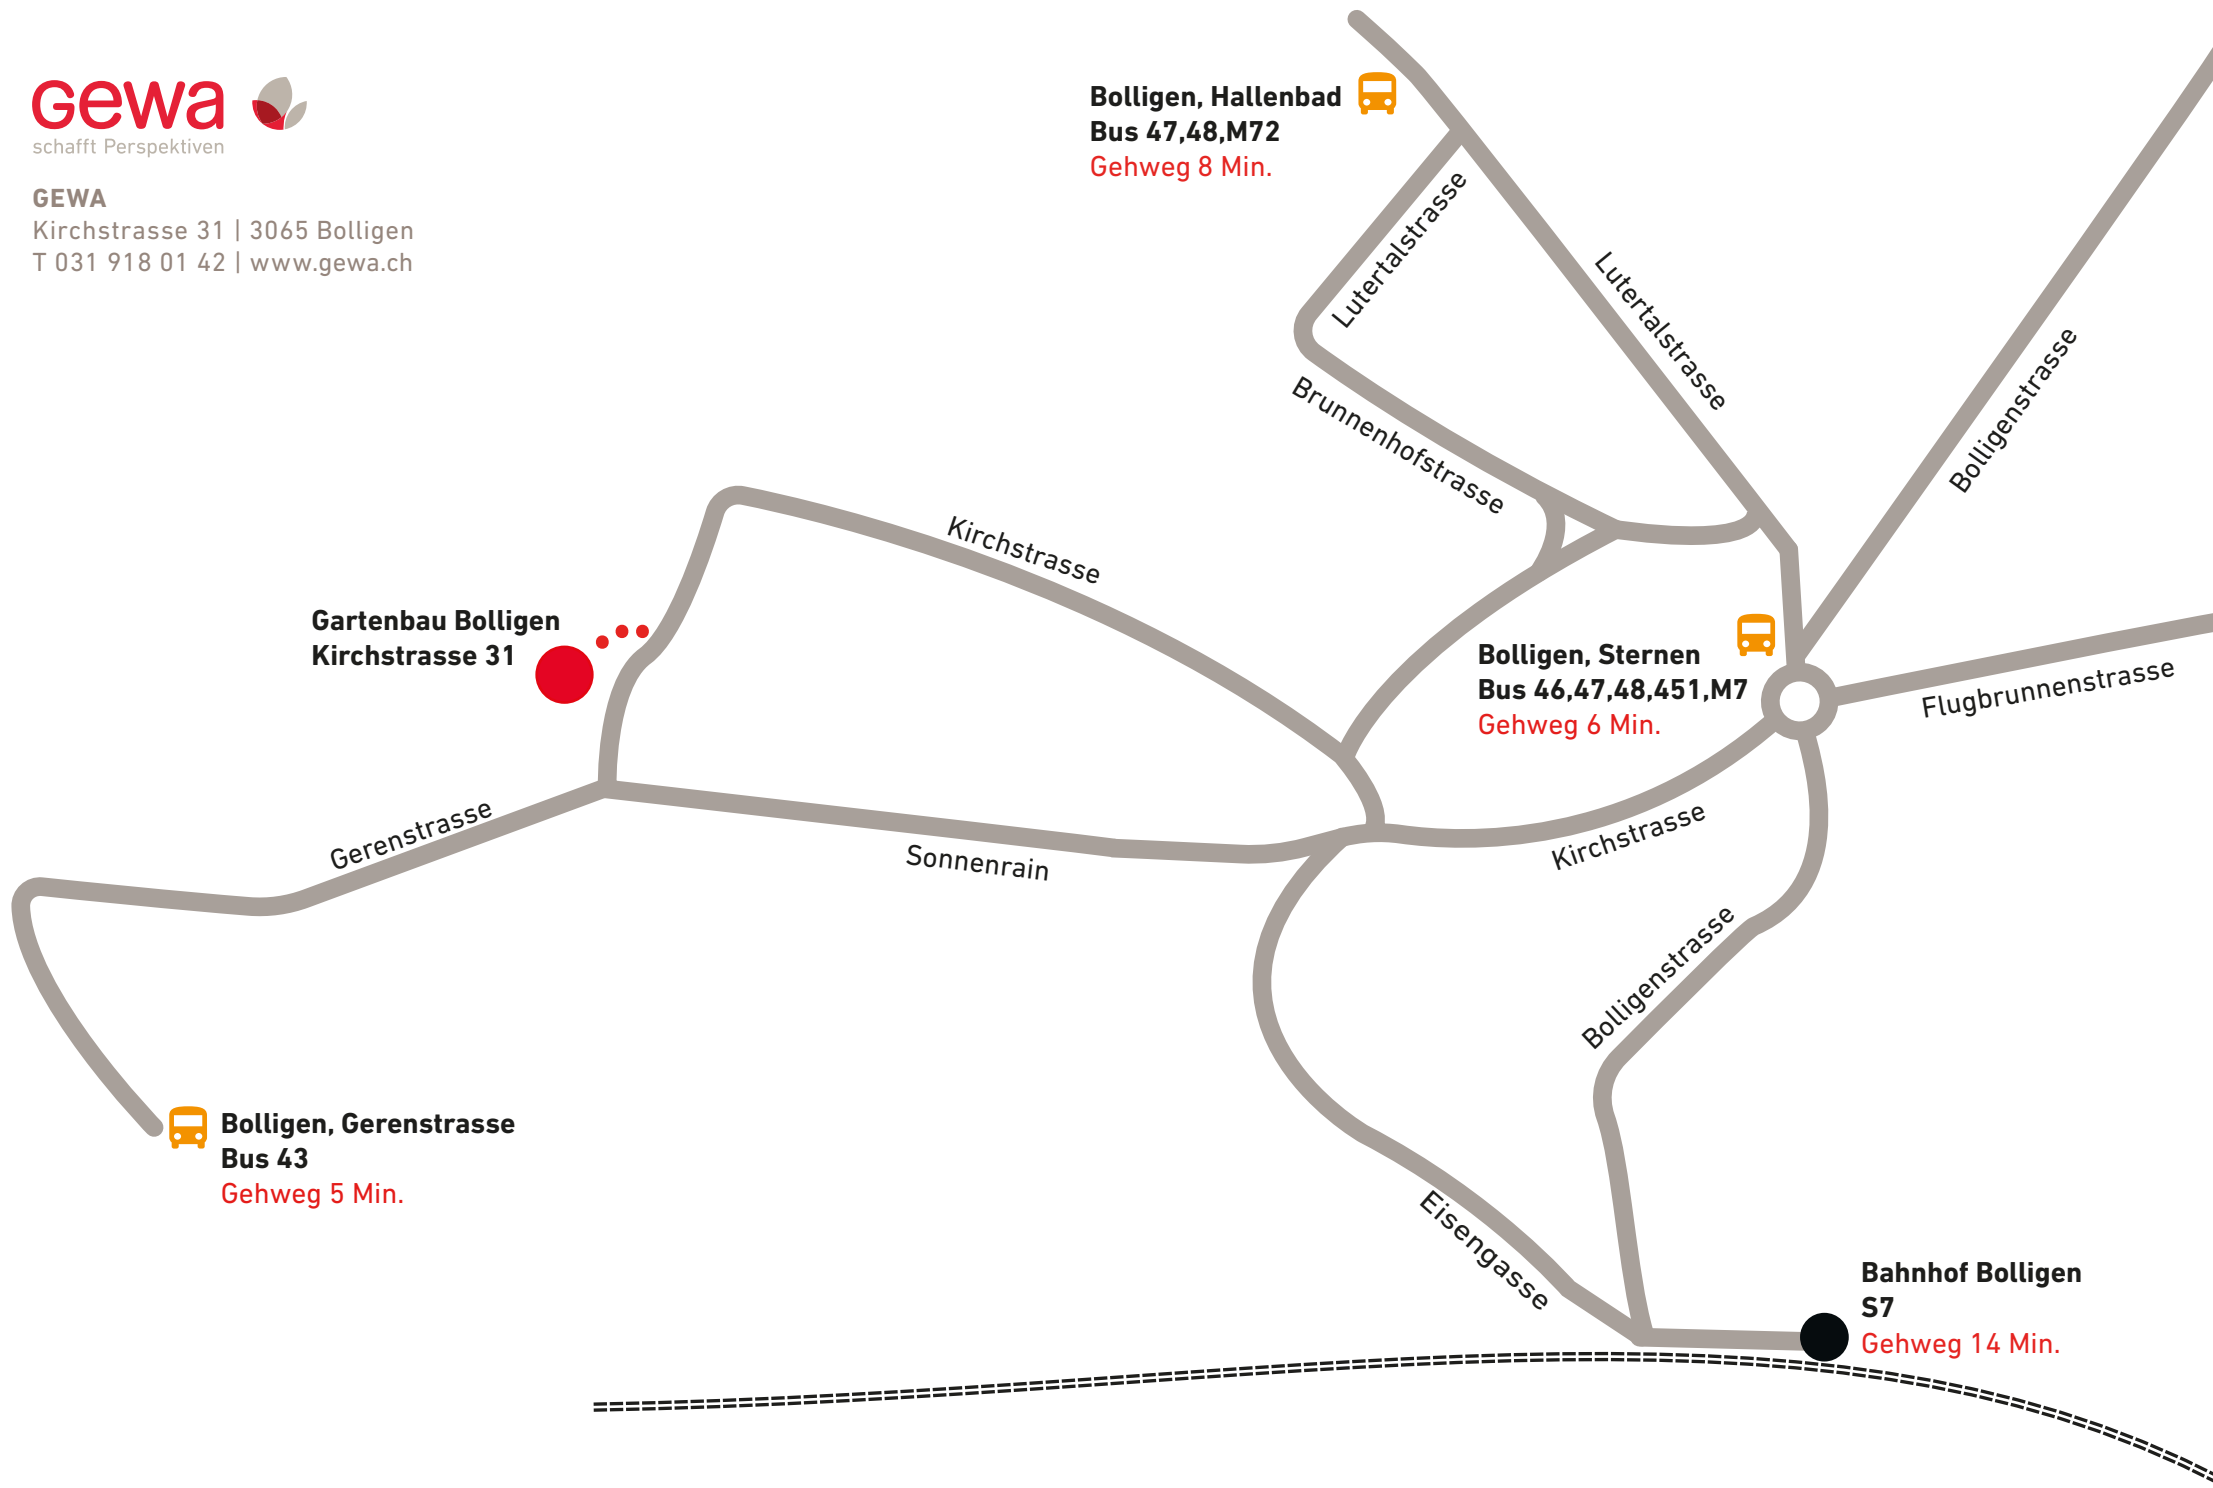 Gewa
schafft Perspektiven
GEWA
Kirchstrasse 31 | 3065 Bolligen
T 031 918 01 42 | www.gewa.ch
Bolligen, Hallenbad
Bus 47,48,M72
Gehweg 8 Min.
Lutertalstrasse
Lutertalstrasse
Bolligenstrasse
Brunnenhofstrasse
Kirchstrasse
Gartenbau Bolligen
Kirchstrasse 31
Bolligen, Sternen
Bus 46,47,48,451,M7
Gehweg 6 Min.
Flugbrunnenstrasse
Gerenstrasse
Sonnenrain
Kirchstrasse
Bolligenstrasse
Bolligen, Gerenstrasse
Bus 43
Gehweg 5 Min.
Eisengasse
Bahnhof Bolligen
S7
Gehweg 14 Min.